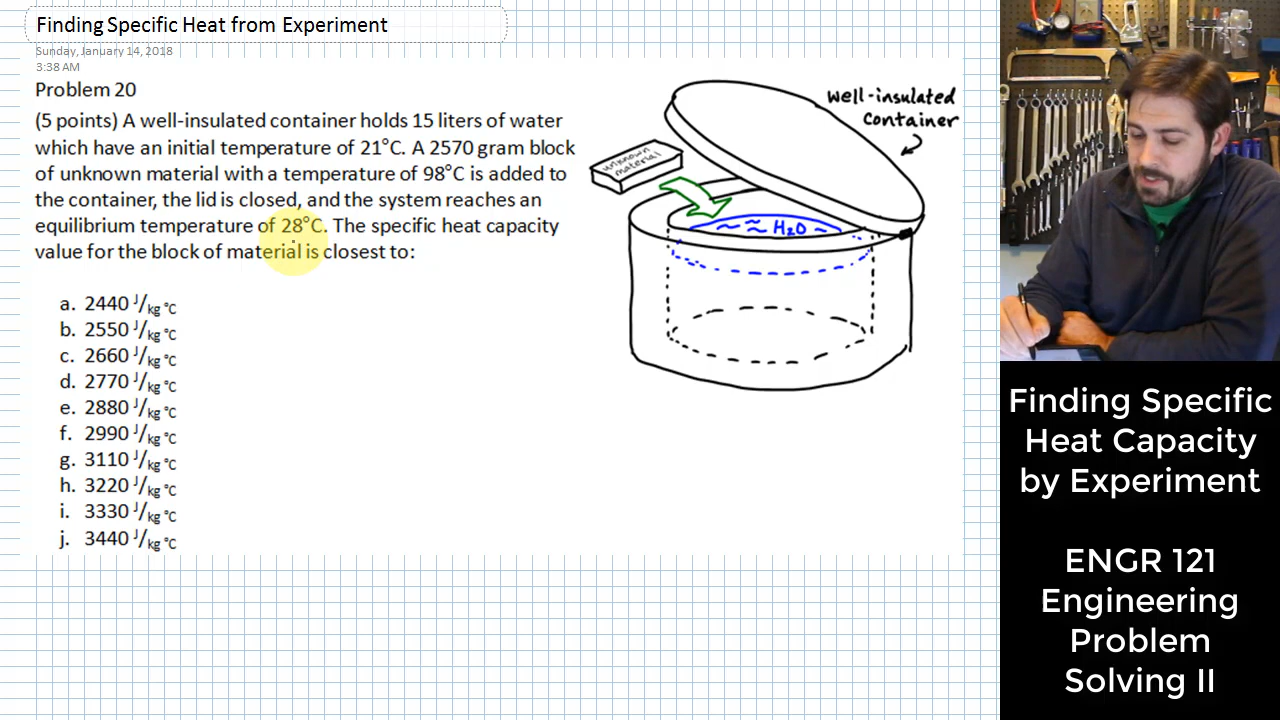 Finding Specific Heat from Experiment
Sunday, January 14, 2018
3:38 AM
Problem 20
(5 points) A well-insulated container holds 15 liters of water
which have an initial temperature of 21°C. A 2570 gram block
of unknown material with a temperature of 98°C is added to
the container, the lid is closed, and the system reaches an
equilibrium temperature of 28°C. The specific heat capacity
value for the block of material is closest to:
a. 2440 J/kg °C
b. 2550 J/kg °C
c. 2660 J/kg °C
d. 2770 J/kg °C
e. 2880 J/kg °C
f. 2990 J/kg °C
g. 3110 J/kg °C
h. 3220 J/kg °C
i. 3330 J/kg °C
j. 3440 J/kg °C
well-insulated
container
unknown
material
H2O
Finding Specific
Heat Capacity
by Experiment
ENGR 121
Engineering
Problem
Solving II